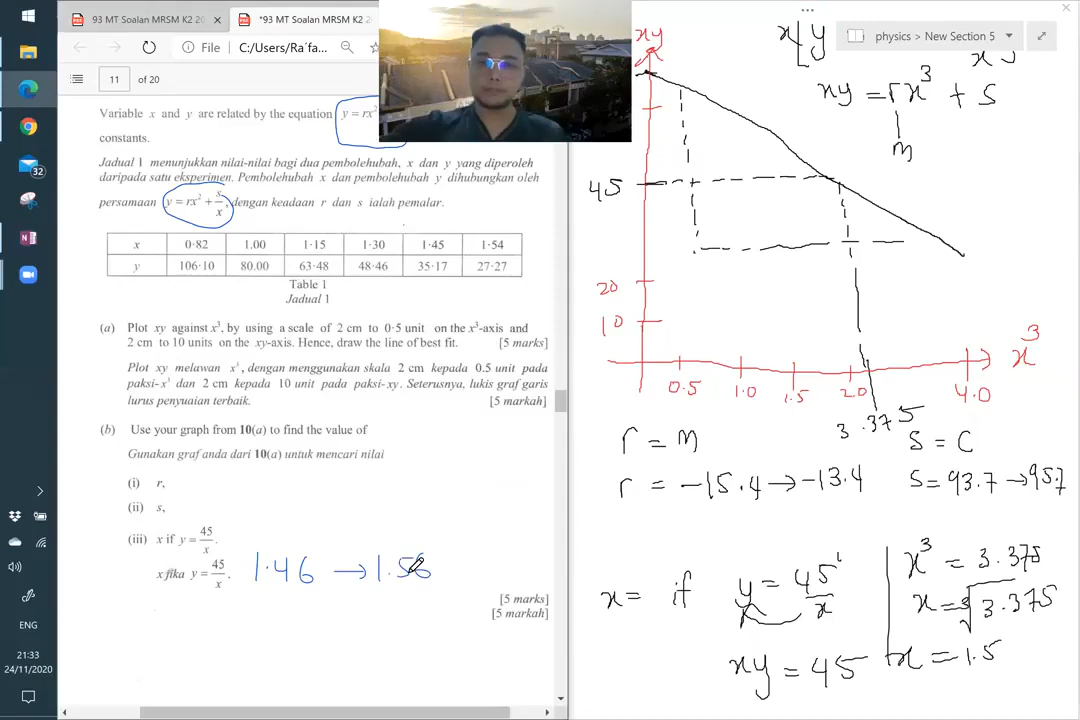 93 MT Soalan MRSM K2 20
*93 MT Soalan MRSM K2 20
File
C:/Users/Ra'fa...
11 of 20
Variable x and y are related by the equation y = rx²
constants.
Jadual 1 menunjukkan nilai-nilai bagi dua pembolehubah, x dan y yang diperoleh
daripada satu eksperimen. Pembolehubah x dan pembolehubah y dihubungkan oleh
persamaan y = rx² + s/x, dengan keadaan r dan s ialah pemalar.
x 0·82 1.00 1·15 1·30 1·45 1·54
y 106·10 80.00 63·48 48·46 35·17 27·27
Table 1
Jadual 1
(a) Plot xy against x³, by using a scale of 2 cm to 0·5 unit on the x³-axis and
2 cm to 10 units on the xy-axis. Hence, draw the line of best fit. [5 marks]
Plot xy melawan x³, dengan menggunakan skala 2 cm kepada 0.5 unit pada
paksi-x³ dan 2 cm kepada 10 unit pada paksi-xy. Seterusnya, lukis graf garis
lurus penyuaian terbaik. [5 markah]
(b) Use your graph from 10(a) to find the value of
Gunakan graf anda dari 10(a) untuk mencari nilai
(i) r,
(ii) s,
(iii) x if y = 45/x.
x jika y = 45/x.
1.46 → 1.56
[5 marks]
[5 markah]
32
ENG
21:33
24/11/2020
physics > New Section 5
xy = rx³ + s
m
xy
45
20
10
0.5 1.0 1.5 2.0 4.0
x³
3.375
r = m
r = -15.4 → -13.4
s = c
s = 93.7 → 95.7
x = if y = 45/x
xy = 45
x³ = 3.375
x = ³√3.375
x = 1.5